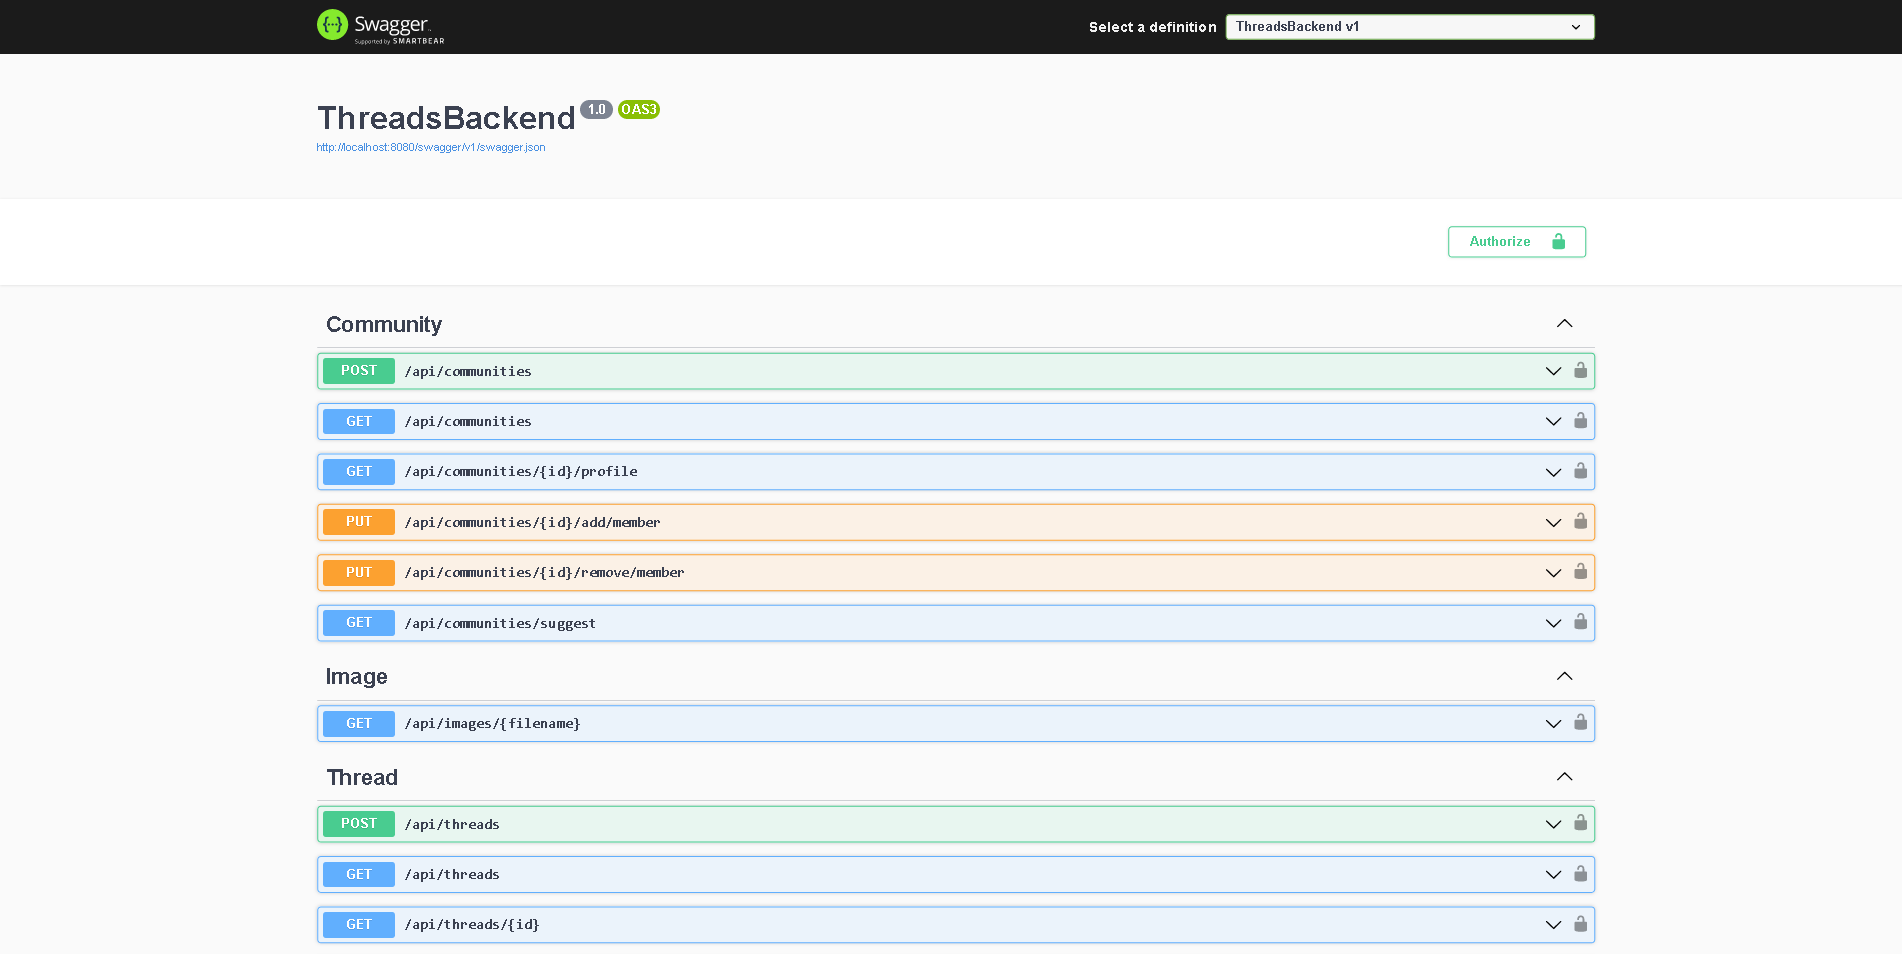 Swagger
Supported by SMARTBEAR
Select a definition
ThreadsBackend v1
ThreadsBackend 1.0 OAS3
http://localhost:8080/swagger/v1/swagger.json
Authorize
Community
POST /api/communities
GET /api/communities
GET /api/communities/{id}/profile
PUT /api/communities/{id}/add/member
PUT /api/communities/{id}/remove/member
GET /api/communities/suggest
Image
GET /api/images/{filename}
Thread
POST /api/threads
GET /api/threads
GET /api/threads/{id}